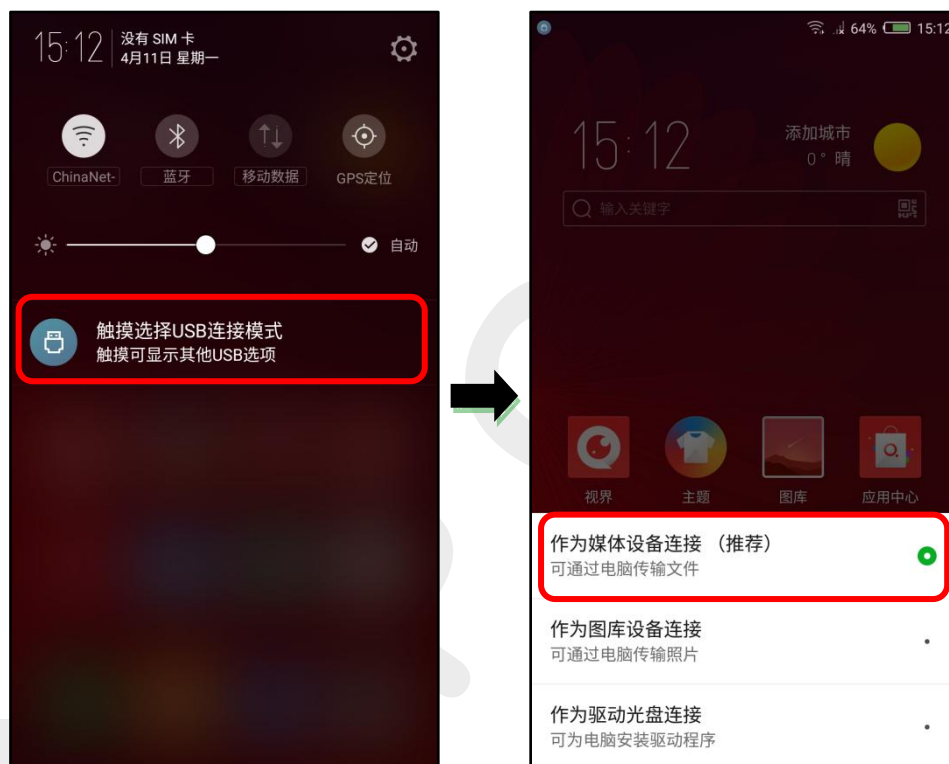 15:12
没有 SIM 卡
4月11日 星期一
ChinaNet-
蓝牙
移动数据
GPS定位
自动
触摸选择USB连接模式
触摸可显示其他USB选项
64% 15:12
15:12
添加城市
0° 晴
输入关键字
视界
主题
图库
应用中心
作为媒体设备连接 （推荐）
可通过电脑传输文件
作为图库设备连接
可通过电脑传输照片
作为驱动光盘连接
可为电脑安装驱动程序